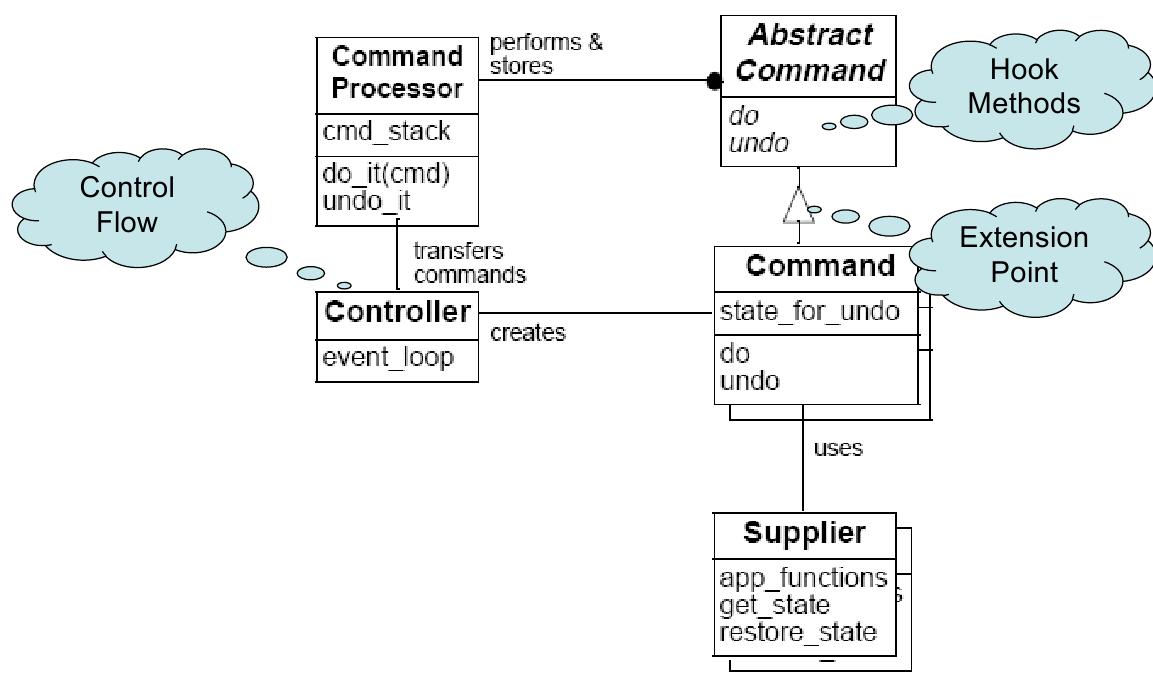 Command
Processor
cmd_stack
do_it(cmd)
undo_it
performs &
stores
Abstract
Command
do
undo
Hook
Methods
Control
Flow
transfers
commands
Extension
Point
Controller
event_loop
creates
Command
state_for_undo
do
undo
uses
Supplier
app_functions
get_state
restore_state